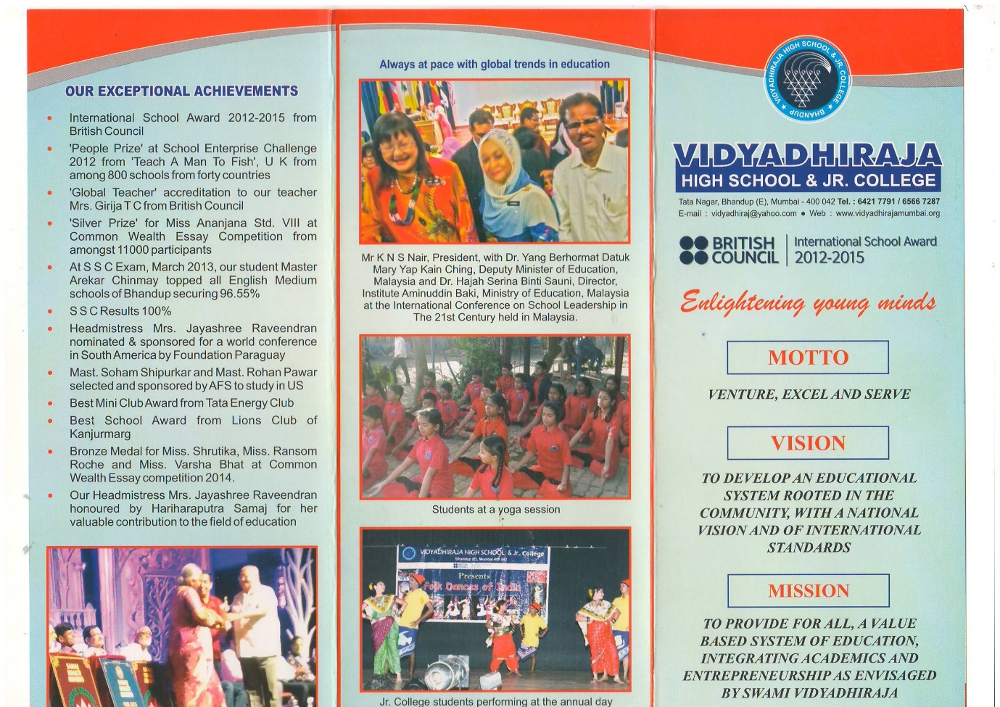 OUR EXCEPTIONAL ACHIEVEMENTS
• International School Award 2012-2015 from
British Council
• 'People Prize' at School Enterprise Challenge
2012 from 'Teach A Man To Fish', U K from
among 800 schools from forty countries
• 'Global Teacher' accreditation to our teacher
Mrs. Girija T C from British Council
• 'Silver Prize' for Miss Ananjana Std. VIII at
Common Wealth Essay Competition from
amongst 11000 participants
• At S S C Exam, March 2013, our student Master
Arekar Chinmay topped all English Medium
schools of Bhandup securing 96.55%
• S S C Results 100%
• Headmistress Mrs. Jayashree Raveendran
nominated & sponsored for a world conference
in South America by Foundation Paraguay
• Mast. Soham Shipurkar and Mast. Rohan Pawar
selected and sponsored by AFS to study in US
• Best Mini Club Award from Tata Energy Club
• Best School Award from Lions Club of
Kanjurmarg
• Bronze Medal for Miss. Shrutika, Miss. Ransom
Roche and Miss. Varsha Bhat at Common
Wealth Essay competition 2014.
• Our Headmistress Mrs. Jayashree Raveendran
honoured by Hariharaputra Samaj for her
valuable contribution to the field of education
Always at pace with global trends in education
Mr K N S Nair, President, with Dr. Yang Berhormat Datuk
Mary Yap Kain Ching, Deputy Minister of Education,
Malaysia and Dr. Hajah Serina Binti Sauni, Director,
Institute Aminuddin Baki, Ministry of Education, Malaysia
at the International Conference on School Leadership in
The 21st Century held in Malaysia.
Students at a yoga session
VIDYADHIRAJA HIGH SCHOOL & Jr. College
Bhandup (E), Mumbai 400 042
Presents
Folk Dances of India
Jr. College students performing at the annual day
VIDYADHIRAJA HIGH SCHOOL & JR. COLLEGE
★ BHANDUP ★
VIDYADHIRAJA
HIGH SCHOOL & JR. COLLEGE
Tata Nagar, Bhandup (E), Mumbai - 400 042 Tel. : 6421 7791 / 6566 7287
E-mail : vidyadhiraj@yahoo.com ● Web : www.vidyadhirajamumbai.org
BRITISH
COUNCIL
International School Award
2012-2015
Enlightening young minds
MOTTO
VENTURE, EXCEL AND SERVE
VISION
TO DEVELOP AN EDUCATIONAL
SYSTEM ROOTED IN THE
COMMUNITY, WITH A NATIONAL
VISION AND OF INTERNATIONAL
STANDARDS
MISSION
TO PROVIDE FOR ALL, A VALUE
BASED SYSTEM OF EDUCATION,
INTEGRATING ACADEMICS AND
ENTREPRENEURSHIP AS ENVISAGED
BY SWAMI VIDYADHIRAJA